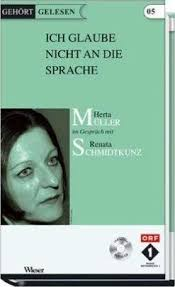 GEHÖRT GELESEN 05
ICH GLAUBE
NICHT AN DIE
SPRACHE
Herta
MÜLLER
im Gespräch mit
Renata
SCHMIDTKUNZ
Wieser
ORF
1